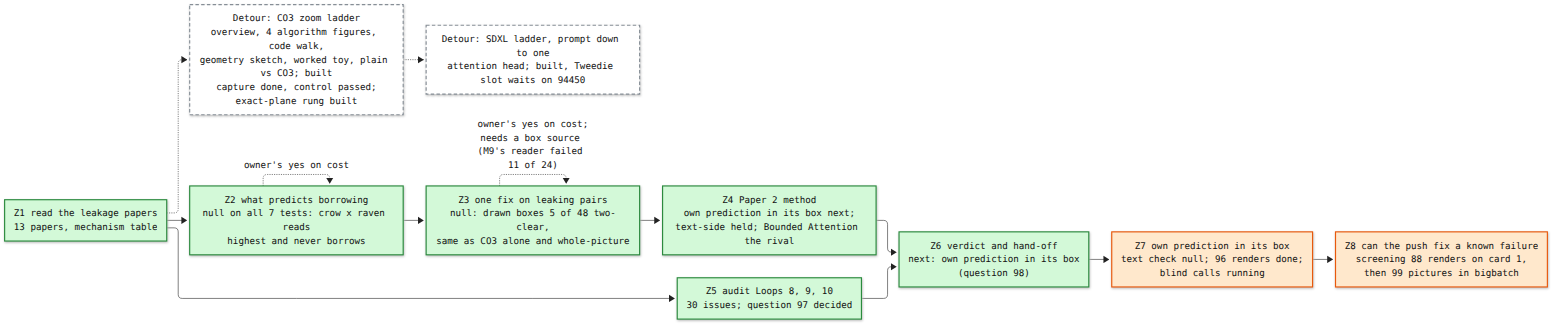 Detour: CO3 zoom ladder
overview, 4 algorithm figures,
code walk,
geometry sketch, worked toy, plain
vs CO3; built
capture done, control passed;
exact-plane rung built
Detour: SDXL ladder, prompt down
to one
attention head; built, Tweedie
slot waits on 94450
owner's yes on cost
owner's yes on cost;
needs a box source
(M9's reader failed
11 of 24)
Z1 read the leakage papers
13 papers, mechanism table
Z2 what predicts borrowing
null on all 7 tests: crow x raven
reads
highest and never borrows
Z3 one fix on leaking pairs
null: drawn boxes 5 of 48 two-
clear,
same as CO3 alone and whole-picture
Z4 Paper 2 method
own prediction in its box next;
text-side held; Bounded Attention
the rival
Z5 audit Loops 8, 9, 10
30 issues; question 97 decided
Z6 verdict and hand-off
next: own prediction in its box
(question 98)
Z7 own prediction in its box
text check null; 96 renders done;
blind calls running
Z8 can the push fix a known failure
screening 88 renders on card 1,
then 99 pictures in bigbatch